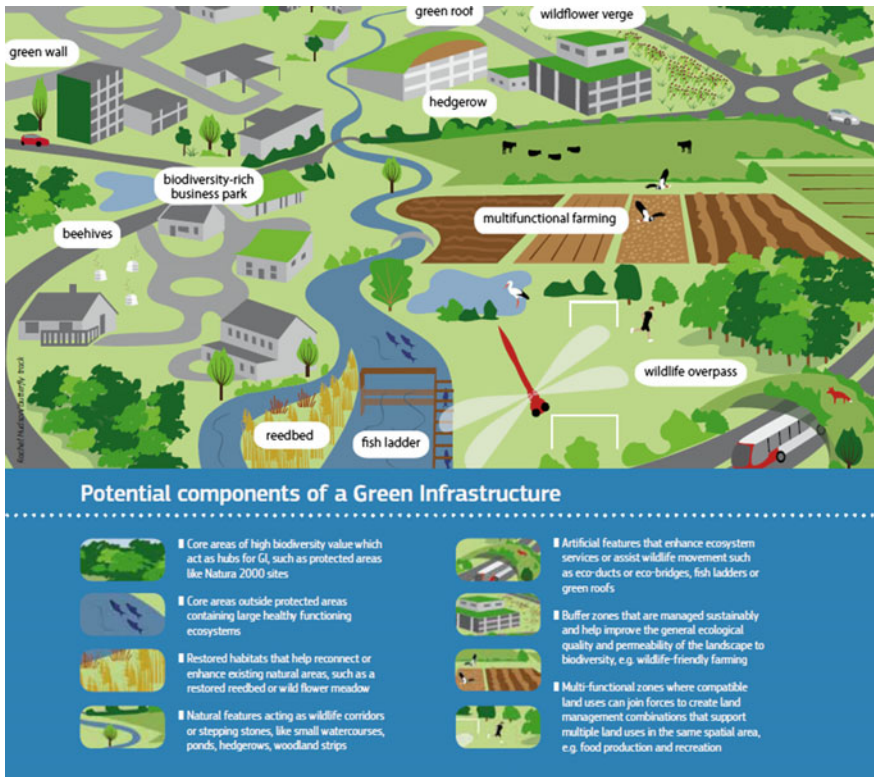 green roof
wildflower verge
green wall
hedgerow
biodiversity-rich
business park
multifunctional farming
beehives
wildlife overpass
reedbed
fish ladder
Potential components of a Green Infrastructure
Core areas of high biodiversity value which
act as hubs for GI, such as protected areas
like Natura 2000 sites
Core areas outside protected areas
containing large healthy functioning
ecosystems
Restored habitats that help reconnect or
enhance existing natural areas, such as a
restored reedbed or wild flower meadow
Natural features acting as wildlife corridors
or stepping stones, like small watercourses,
ponds, hedgerows, woodland strips
Artificial features that enhance ecosystem
services or assist wildlife movement such
as eco-ducts or eco-bridges, fish ladders or
green roofs
Buffer zones that are managed sustainably
and help improve the general ecological
quality and permeability of the landscape to
biodiversity, e.g. wildlife-friendly farming
Multi-functional zones where compatible
land uses can join forces to create land
management combinations that support
multiple land uses in the same spatial area,
e.g. food production and recreation